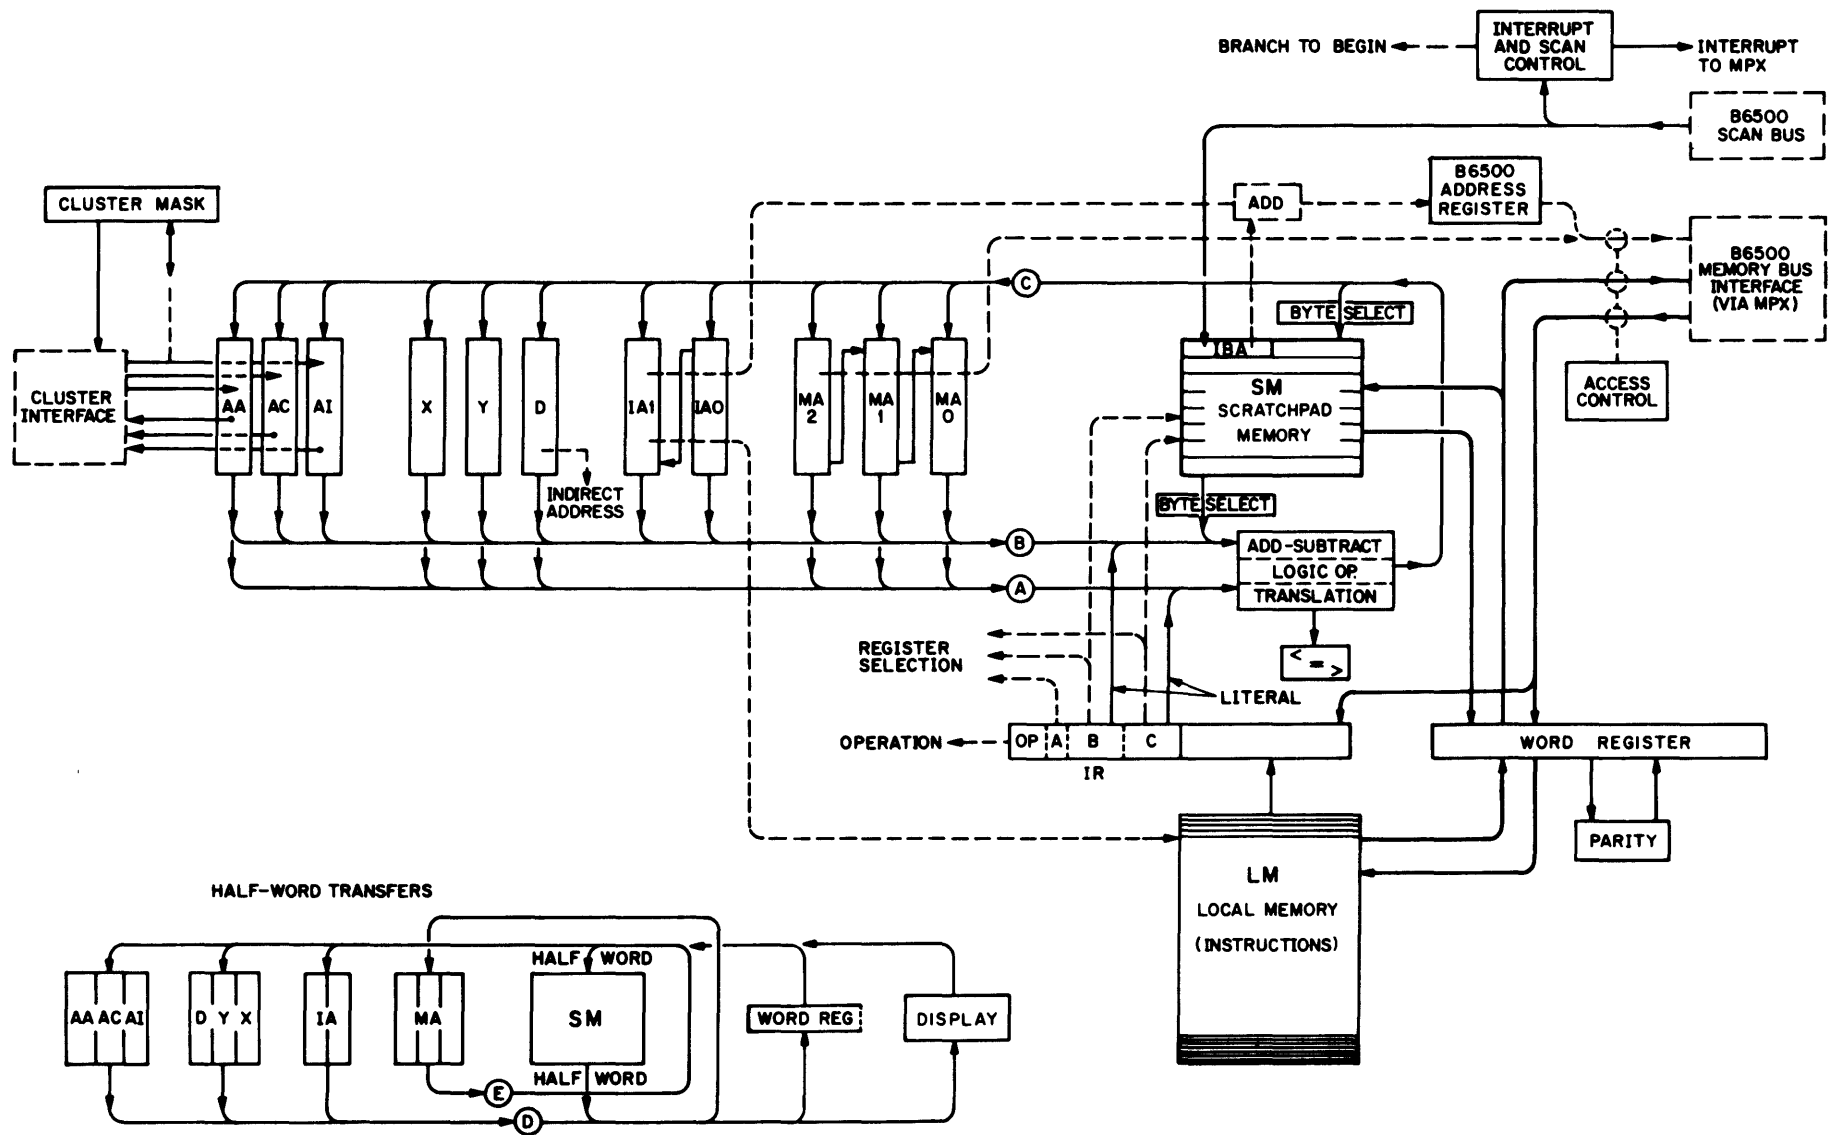 INTERRUPT
AND SCAN
CONTROL
BRANCH TO BEGIN
INTERRUPT
TO MPX
B6500
SCAN BUS
B6500
ADDRESS
REGISTER
CLUSTER MASK
ADD
B6500
MEMORY BUS
INTERFACE
(VIA MPX)
C
BYTE SELECT
IBA
CLUSTER
INTERFACE
AA
AC
AI
X
Y
D
IA1
IA0
MA
2
MA
1
MA
0
SM
SCRATCHPAD
MEMORY
ACCESS
CONTROL
INDIRECT
ADDRESS
BYTE SELECT
B
ADD-SUBTRACT
LOGIC OP.
TRANSLATION
A
< = >
REGISTER
SELECTION
LITERAL
OPERATION
OP A B C
IR
WORD REGISTER
PARITY
LM
LOCAL MEMORY
(INSTRUCTIONS)
HALF-WORD TRANSFERS
HALF WORD
AA AC AI
D Y X
IA
MA
SM
WORD REG
DISPLAY
HALF WORD
E
D